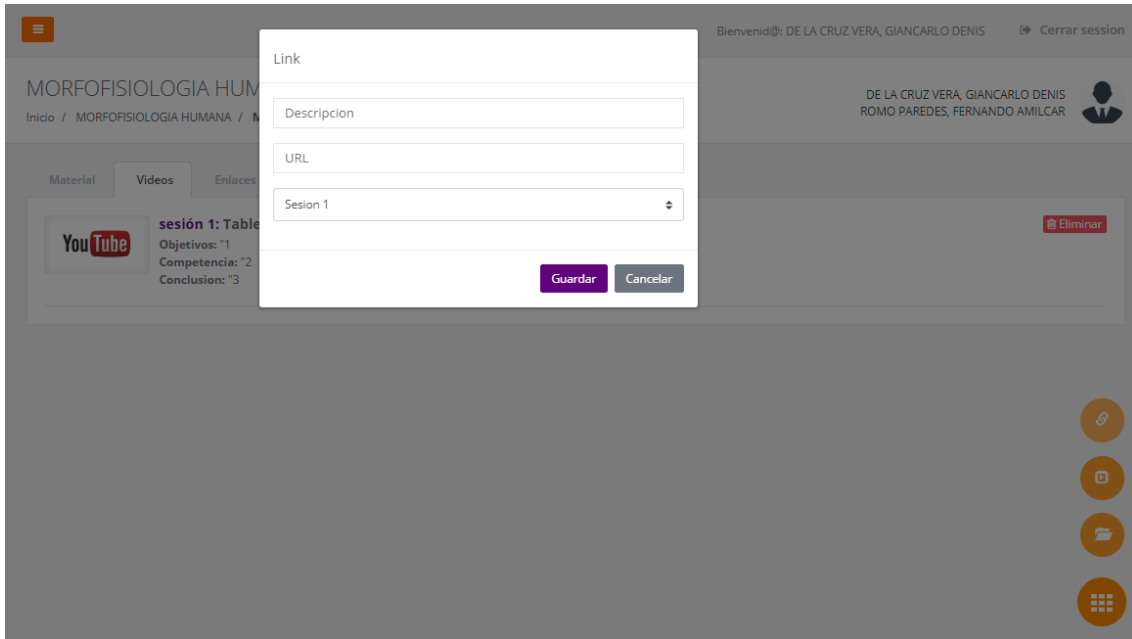 Bienvenid@: DE LA CRUZ VERA, GIANCARLO DENIS Cerrar session
Link
MORFOFISIOLOGIA HUM
DE LA CRUZ VERA, GIANCARLO DENIS
ROMO PAREDES, FERNANDO AMILCAR
Inicio / MORFOFISIOLOGIA HUMANA / M
Descripcion
URL
Sesion 1
Guardar Cancelar
Material Videos Enlaces
You Tube
sesión 1: Table
Objetivos: "1
Competencia: "2
Conclusion: "3
Eliminar